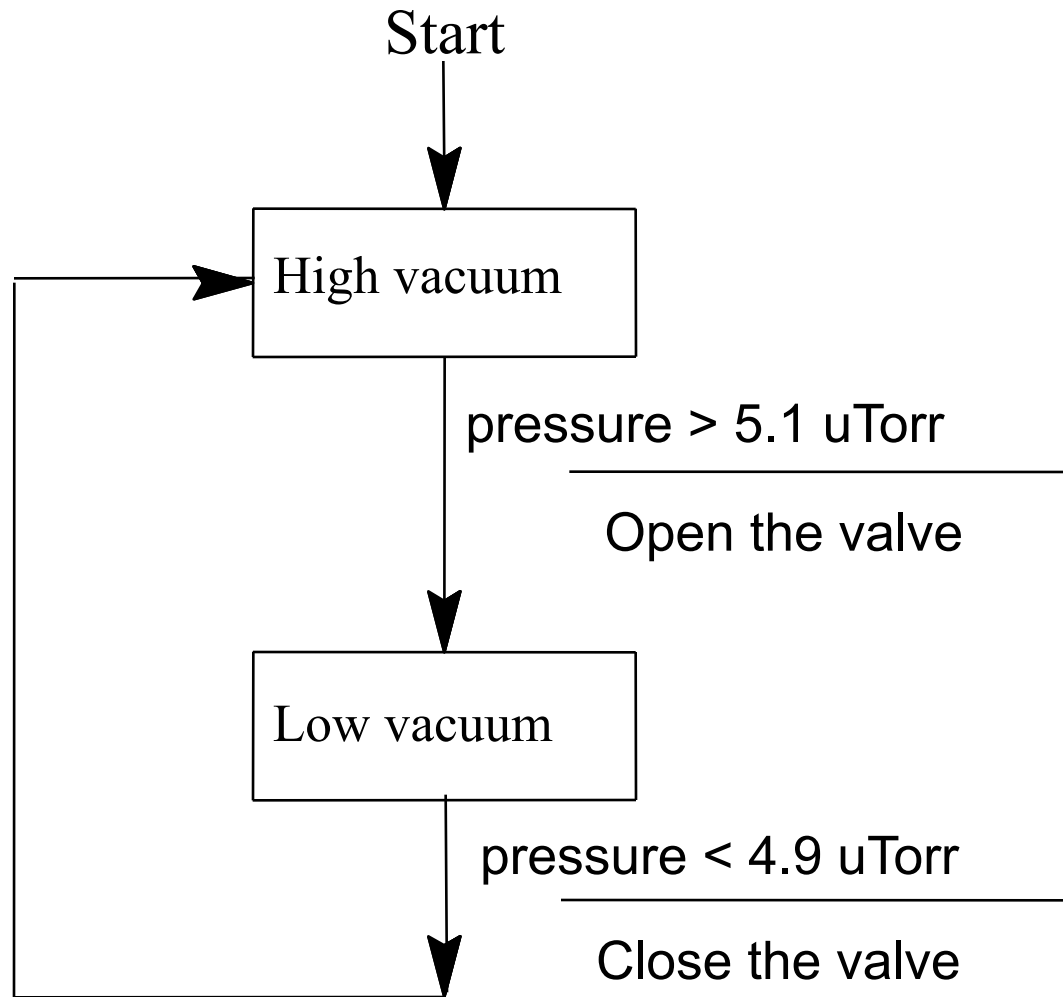 Start
High vacuum
pressure > 5.1 uTorr
Open the valve
Low vacuum
pressure < 4.9 uTorr
Close the valve